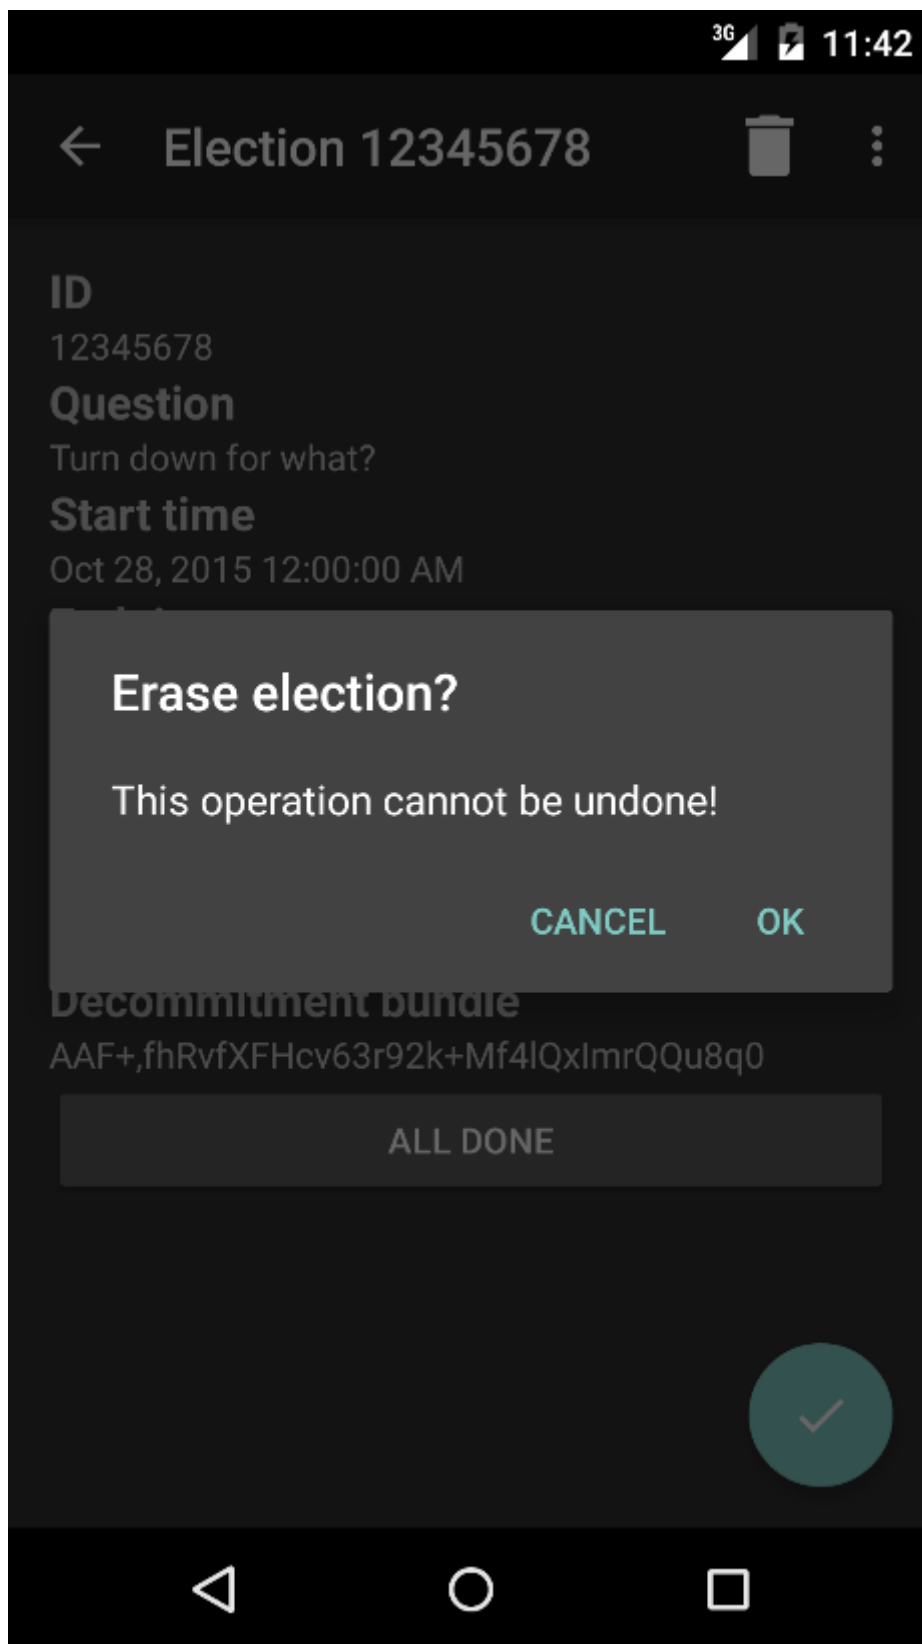 3G 11:42
Election 12345678
ID
12345678
Question
Turn down for what?
Start time
Oct 28, 2015 12:00:00 AM
Erase election?
This operation cannot be undone!
CANCEL OK
Decommitment bundle
AAF+,fhRvfXFHcv63r92k+Mf4lQxImrQQu8q0
ALL DONE